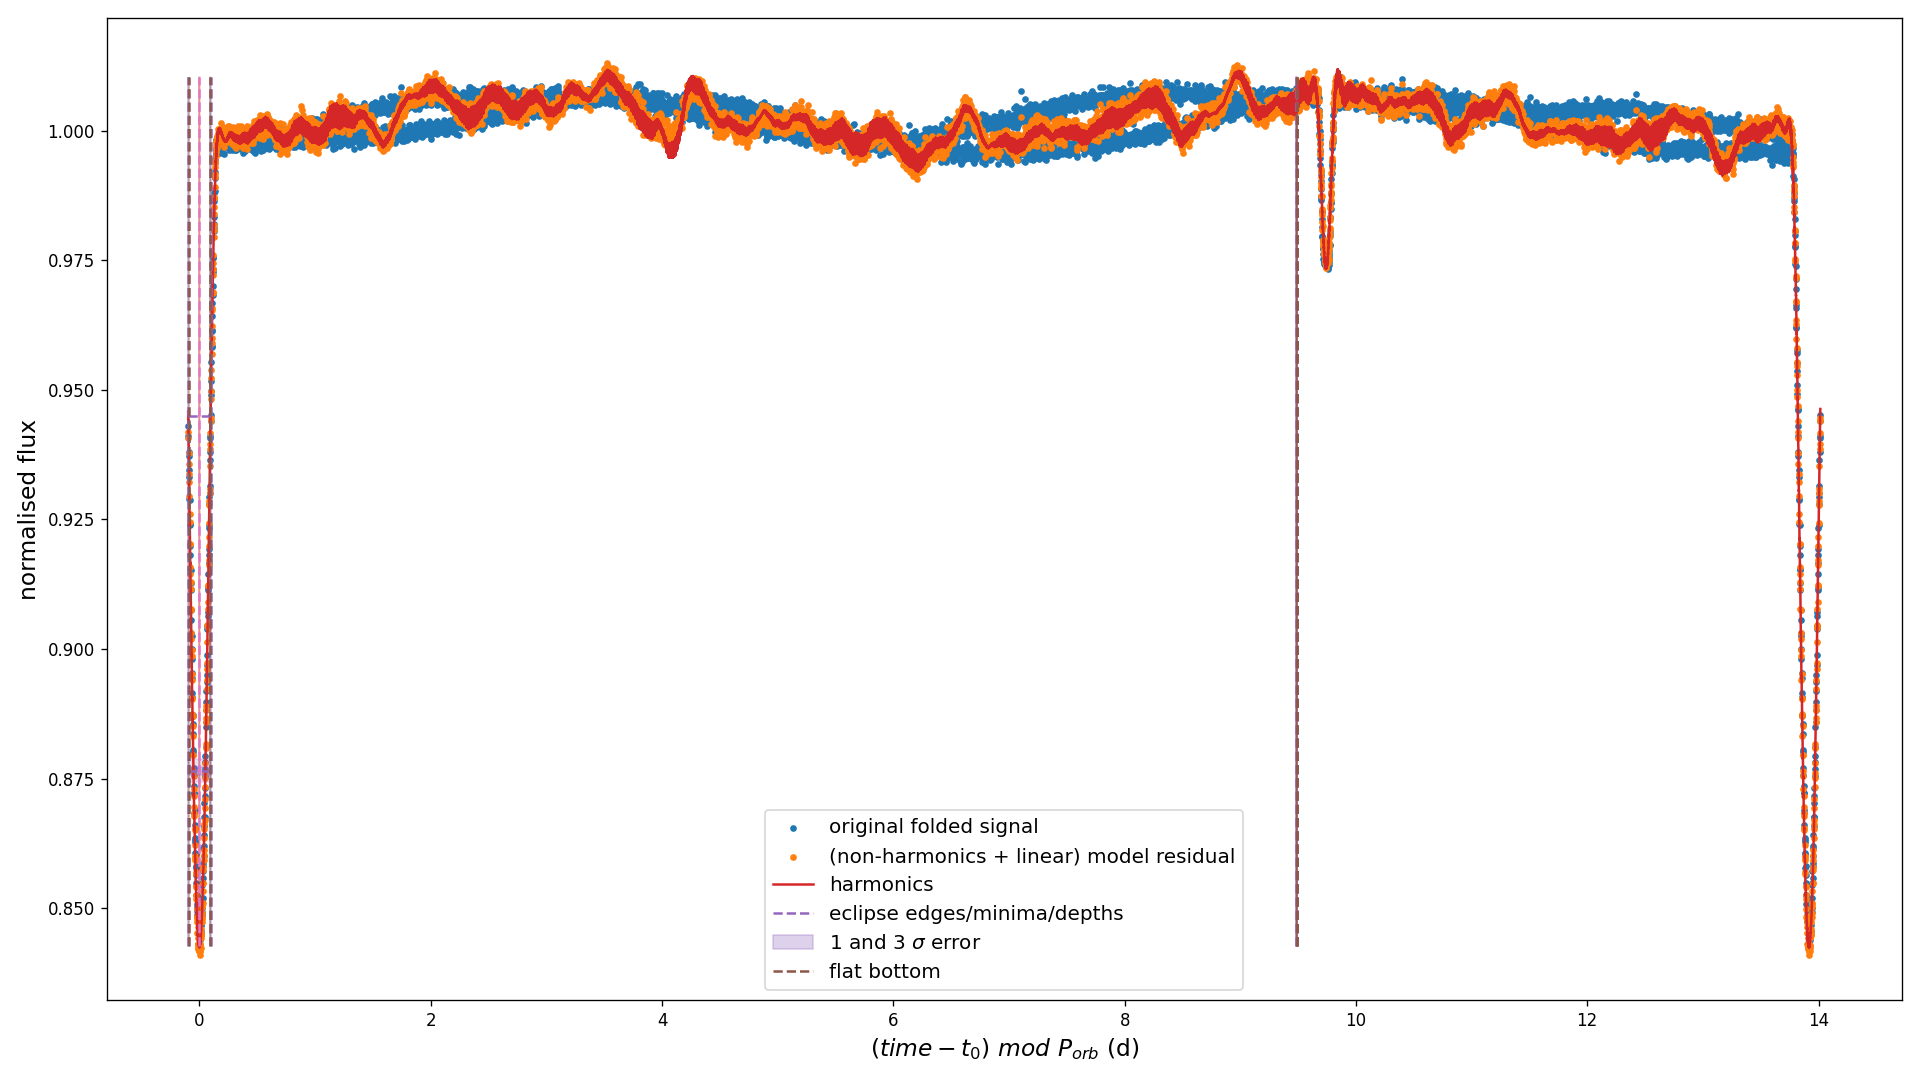 normalised flux
1.000
0.975
0.950
0.925
0.900
0.875
0.850
original folded signal
(non-harmonics + linear) model residual
harmonics
eclipse edges/minima/depths
1 and 3 σ error
flat bottom
0 2 4 6 8 10 12 14
(time − t₀) mod Pₒᵣb (d)